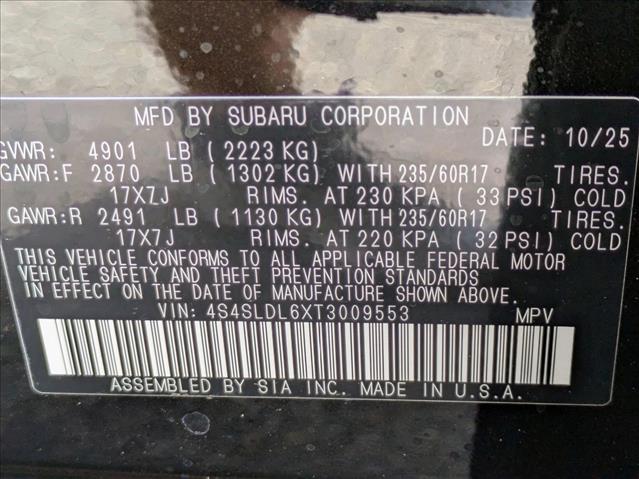 MFD BY SUBARU CORPORATION
DATE: 10/25
GVWR: 4901 LB ( 2223 KG)
GAWR:F 2870 LB ( 1302 KG) WITH 235/60R17 TIRES.
17X7J RIMS. AT 230 KPA ( 33 PSI) COLD
GAWR:R 2491 LB ( 1130 KG) WITH 235/60R17 TIRES.
17X7J RIMS. AT 220 KPA ( 32 PSI) COLD
THIS VEHICLE CONFORMS TO ALL APPLICABLE FEDERAL MOTOR
VEHICLE SAFETY AND THEFT PREVENTION STANDARDS
IN EFFECT ON THE DATE OF MANUFACTURE SHOWN ABOVE.
VIN: 4S4SLDL6XT3009553 MPV
ASSEMBLED BY SIA INC. MADE IN U.S.A.